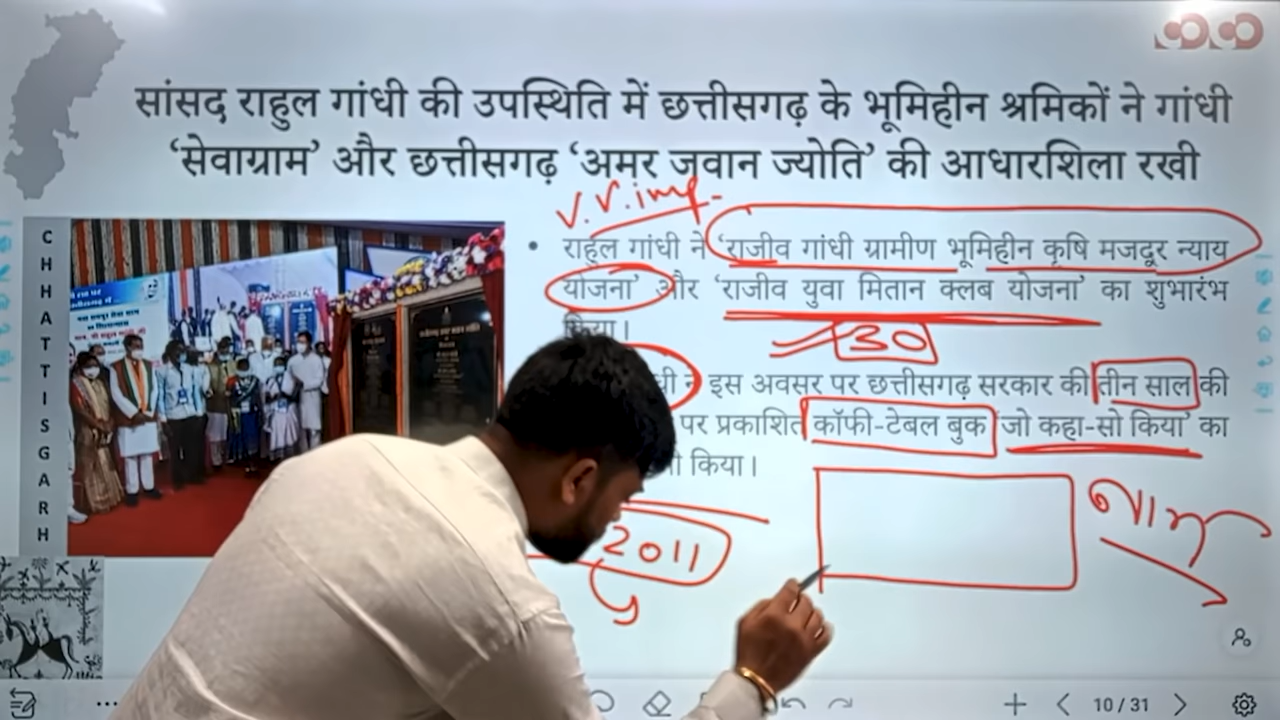 सांसद राहुल गांधी की उपस्थिति में छत्तीसगढ़ के भूमिहीन श्रमिकों ने गांधी
‘सेवाग्राम’ और छत्तीसगढ़ ‘अमर जवान ज्योति’ की आधारशिला रखी
V.V.imp.
• राहुल गांधी ने ‘राजीव गांधी ग्रामीण भूमिहीन कृषि मजदूर न्याय
योजना’ और ‘राजीव युवा मितान क्लब योजना’ का शुभारंभ
किया।
30
इस अवसर पर छत्तीसगढ़ सरकार की तीन साल की
पर प्रकाशित कॉफी-टेबल बुक ‘जो कहा-सो किया’ का
किया।
2011
CHHATTISGARH
10/31